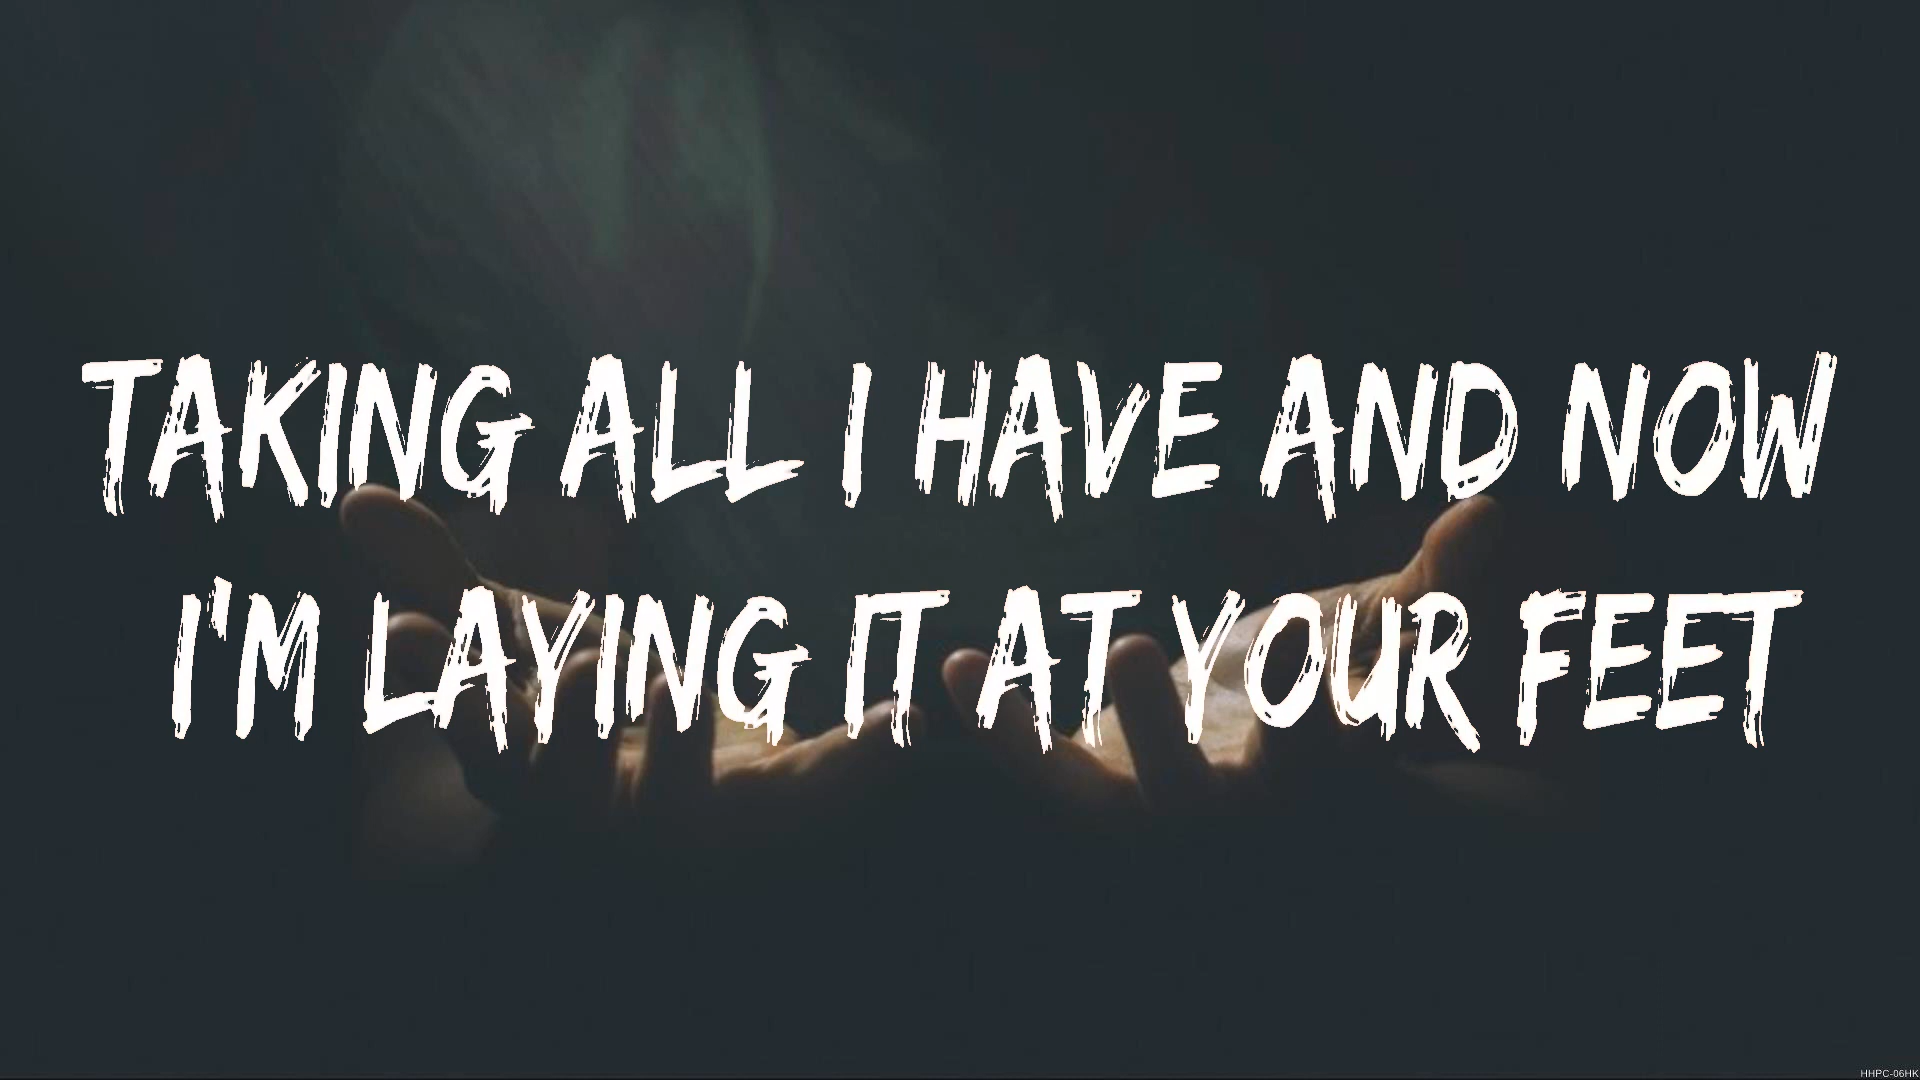 TAKING ALL I HAVE AND NOW
I'M LAYING IT AT YOUR FEET
HHPC-06HK